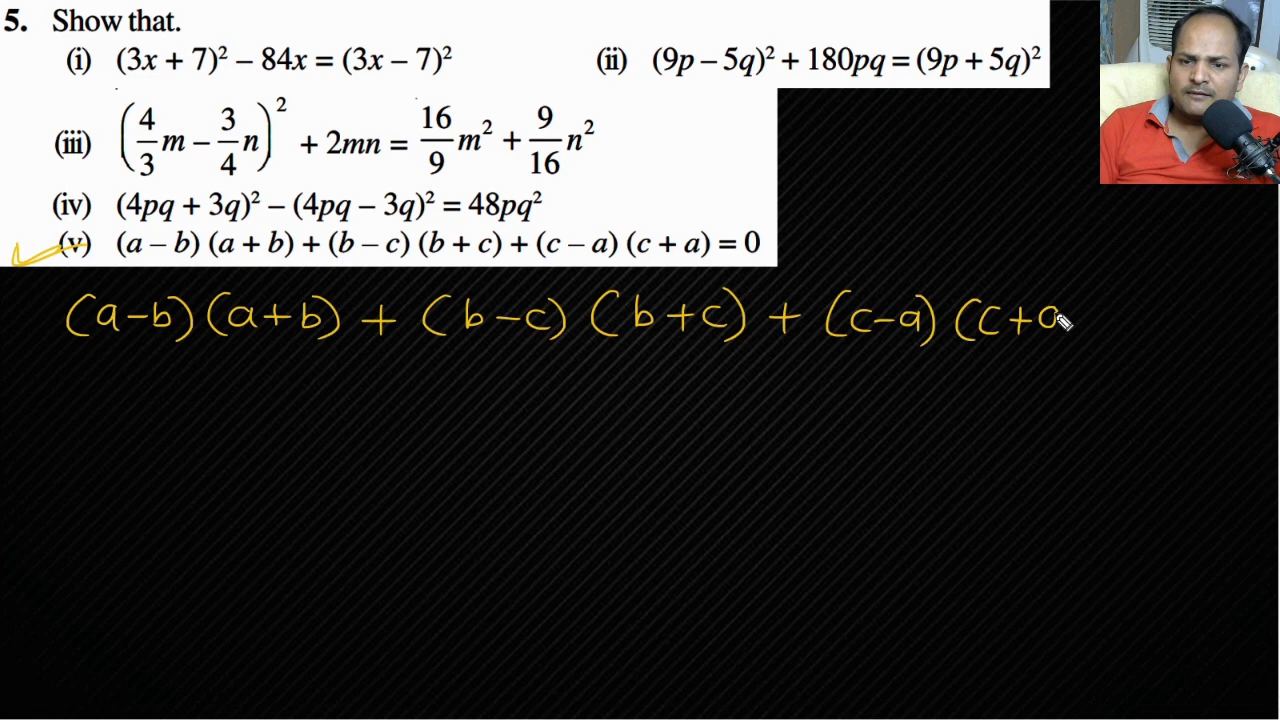 5. Show that.
(i) (3x + 7)² – 84x = (3x – 7)² (ii) (9p – 5q)² + 180pq = (9p + 5q)²
(iii) (4/3 m – 3/4 n)² + 2mn = 16/9 m² + 9/16 n²
(iv) (4pq + 3q)² – (4pq – 3q)² = 48pq²
(v) (a – b) (a + b) + (b – c) (b + c) + (c – a) (c + a) = 0
(a-b)(a+b) + (b-c) (b+c) + (c-a) (c+a